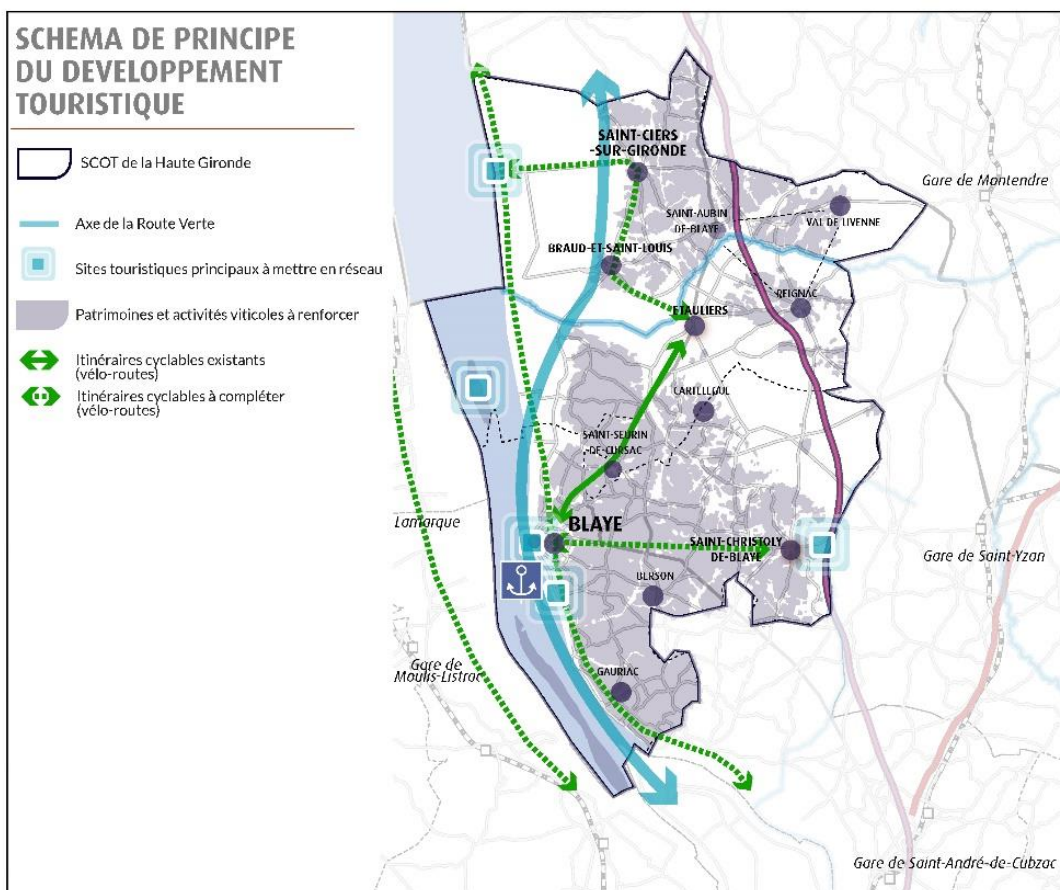 SCHEMA DE PRINCIPE
DU DEVELOPPEMENT
TOURISTIQUE
SCOT de la Haute Gironde
Axe de la Route Verte
Sites touristiques principaux à mettre en réseau
Patrimoines et activités viticoles à renforcer
Itinéraires cyclables existants
(vélo-routes)
Itinéraires cyclables à compléter
(vélo-routes)
SAINT-CIERS
-SUR-GIRONDE
Gare de Montendre
SAINT-AUBIN
DE-BLAYE
VAL DE LIVENNE
BRAUD-ET-SAINT-LOUIS
REIGNAC
ETAULIERS
CARTELEGUE
SAINT-SEURIN
-DE-CURSAC
Lamarque
BLAYE
SAINT-CHRISTOLY
DE-BLAYE
Gare de Saint-Yzan
BERSON
Gare de
Moulis-Listrac
GAURIAC
Gare de Saint-André-de-Cubzac